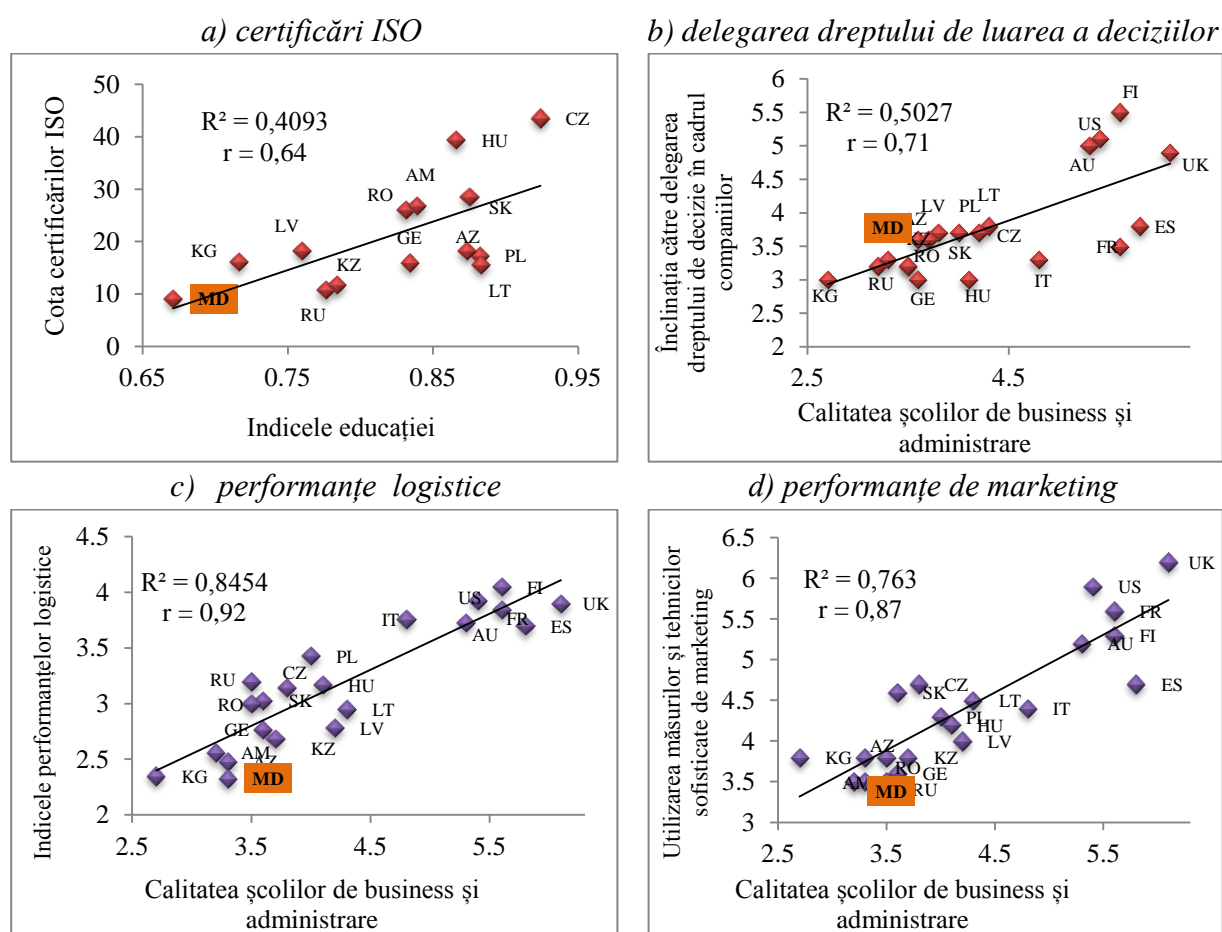 a) certificări ISO
Cota certificărilor ISO
50
40
30
20
10
0
R² = 0,4093
r = 0,64
CZ
HU
AM
RO
SK
LV
GE
AZ
KG
PL
KZ
LT
MD
RU
0.65
0.75
0.85
0.95
Indicele educației
b) delegarea dreptului de luarea a deciziilor
Înclinația către delegarea
dreptului de decizie în cadrul
companiilor
6
5.5
5
4.5
4
3.5
3
2.5
2
R² = 0,5027
r = 0,71
FI
US
AU
UK
LV
PL
LT
AZ
MD
CZ
ES
KZ
SK
FR
RO
IT
KG
RU
GE
HU
2.5
4.5
Calitatea școlilor de business și
administrare
c) performanțe logistice
Indicele performanțelor logistice
4.5
4
3.5
3
2.5
2
R² = 0,8454
r = 0,92
US
FI
UK
IT
FR
ES
AU
PL
RU
CZ
HU
RO
SK
LT
GE
LV
AM
KZ
AZ
KG
MD
2.5
3.5
4.5
5.5
Calitatea școlilor de business și
administrare
d) performanțe de marketing
Utilizarea măsurilor și tehnicilor
sofisticate de marketing
6.5
6
5.5
5
4.5
4
3.5
3
R² = 0,763
r = 0,87
UK
US
FR
FI
AU
ES
CZ
SK
LT
IT
PL
HU
LV
KG
AZ
KZ
RO
GE
AM
MD
RU
2.5
3.5
4.5
5.5
Calitatea școlilor de business și
administrare